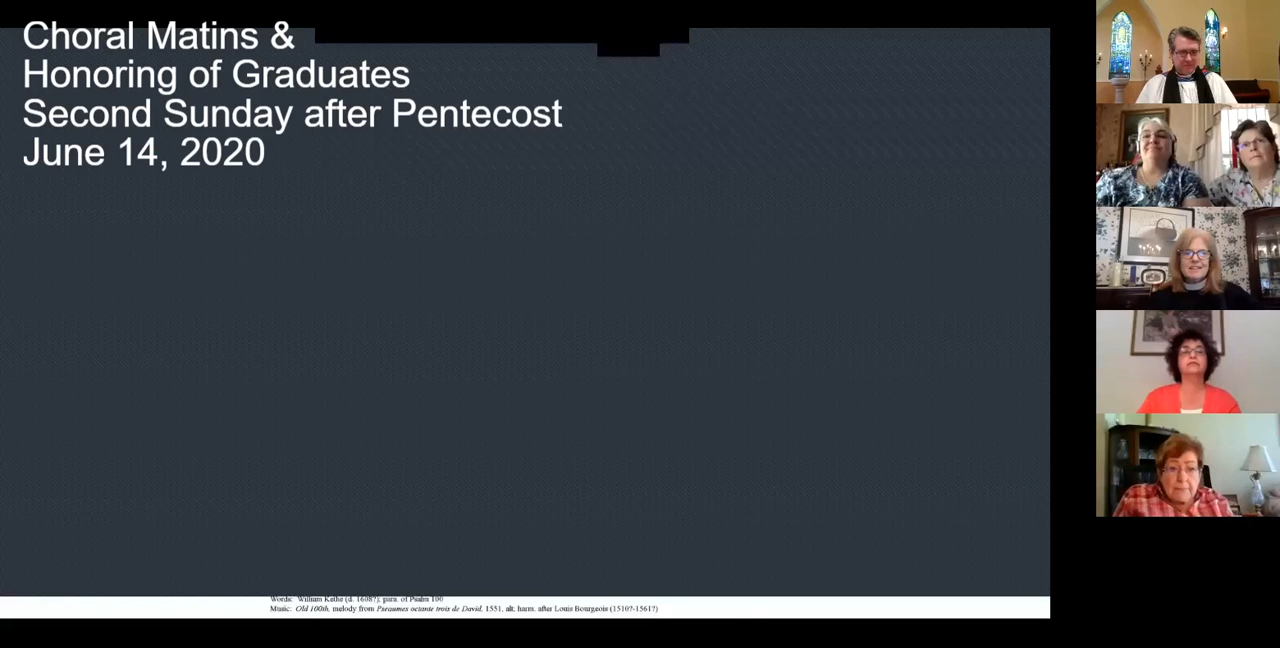 Choral Matins &
Honoring of Graduates
Second Sunday after Pentecost
June 14, 2020
Words: William Kethe (d. 1608?); para. of Psalm 100
Music: Old 100th, melody from Pseaumes octante trois de David, 1551, alt; harm. after Louis Bourgeois (1510?-1561?)